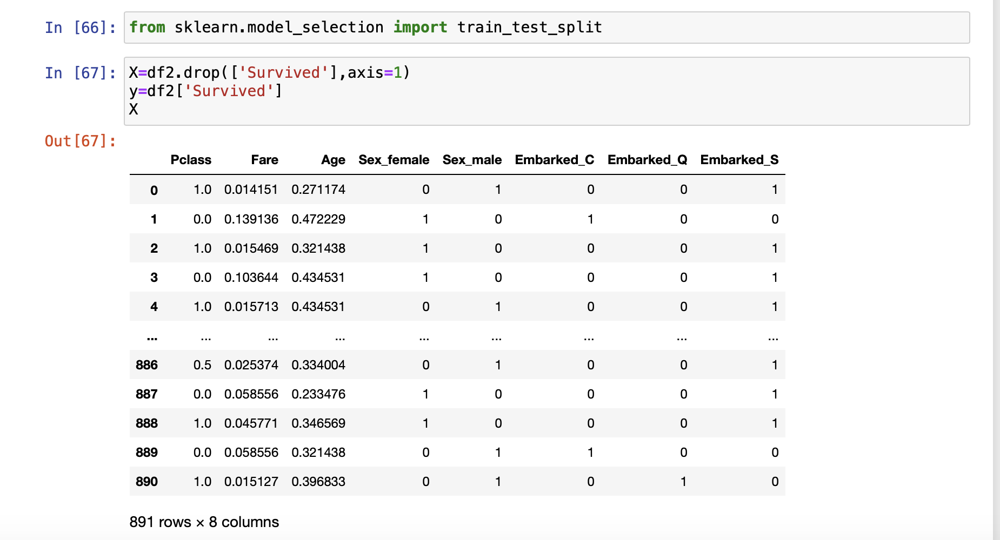 In [66]: from sklearn.model_selection import train_test_split
In [67]: X=df2.drop(['Survived'],axis=1)
y=df2['Survived']
X
Out[67]:
Pclass Fare Age Sex_female Sex_male Embarked_C Embarked_Q Embarked_S
0 1.0 0.014151 0.271174 0 1 0 0 1
1 0.0 0.139136 0.472229 1 0 1 0 0
2 1.0 0.015469 0.321438 1 0 0 0 1
3 0.0 0.103644 0.434531 1 0 0 0 1
4 1.0 0.015713 0.434531 0 1 0 0 1
... ... ... ... ... ... ... ... ...
886 0.5 0.025374 0.334004 0 1 0 0 1
887 0.0 0.058556 0.233476 1 0 0 0 1
888 1.0 0.045771 0.346569 1 0 0 0 1
889 0.0 0.058556 0.321438 0 1 1 0 0
890 1.0 0.015127 0.396833 0 1 0 1 0
891 rows × 8 columns